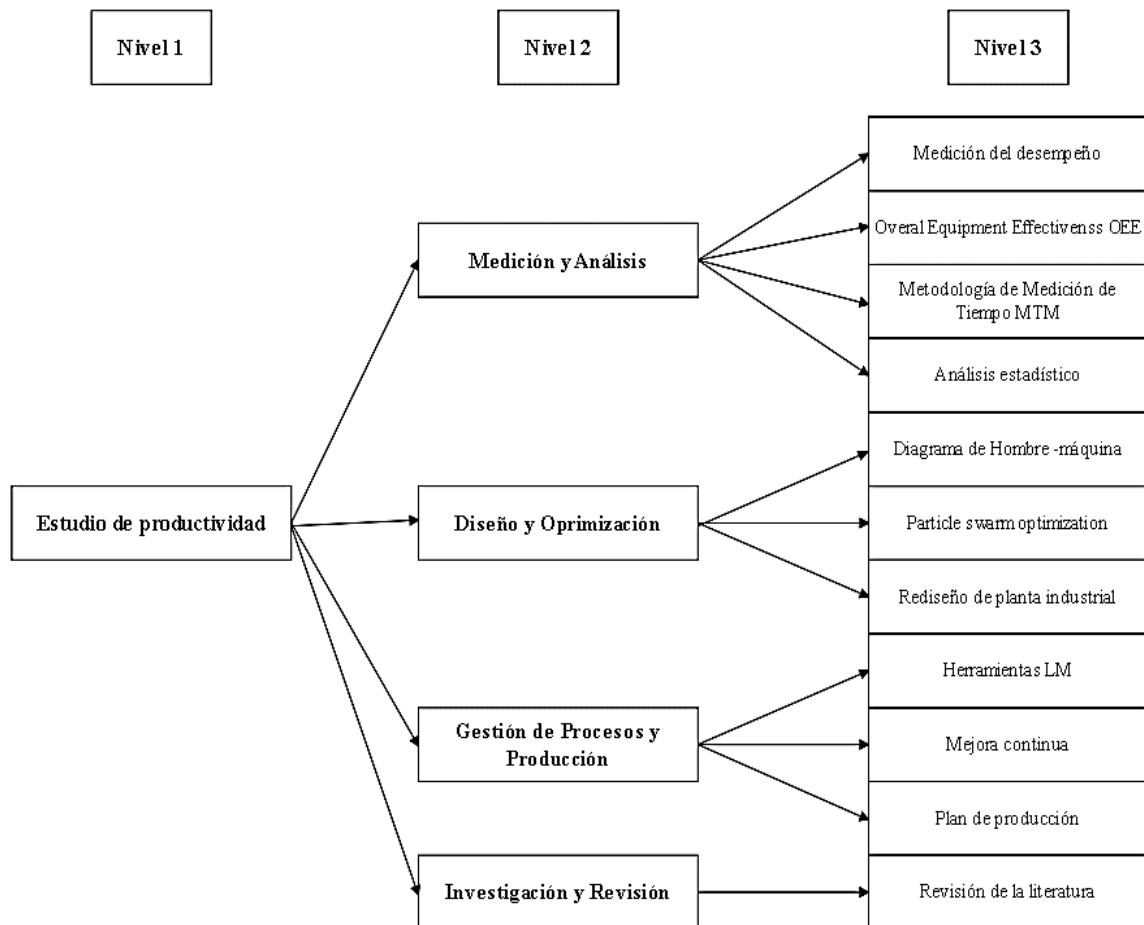 Nivel 1
Nivel 2
Nivel 3
Medición del desempeño
Overal Equipment Effectivenss OEE
Medición y Análisis
Metodología de Medición de
Tiempo MTM
Análisis estadístico
Diagrama de Hombre -máquina
Estudio de productividad
Diseño y Oprimización
Particle swarm optimization
Rediseño de planta industrial
Herramientas LM
Gestión de Procesos y
Producción
Mejora continua
Plan de producción
Investigación y Revisión
Revisión de la literatura